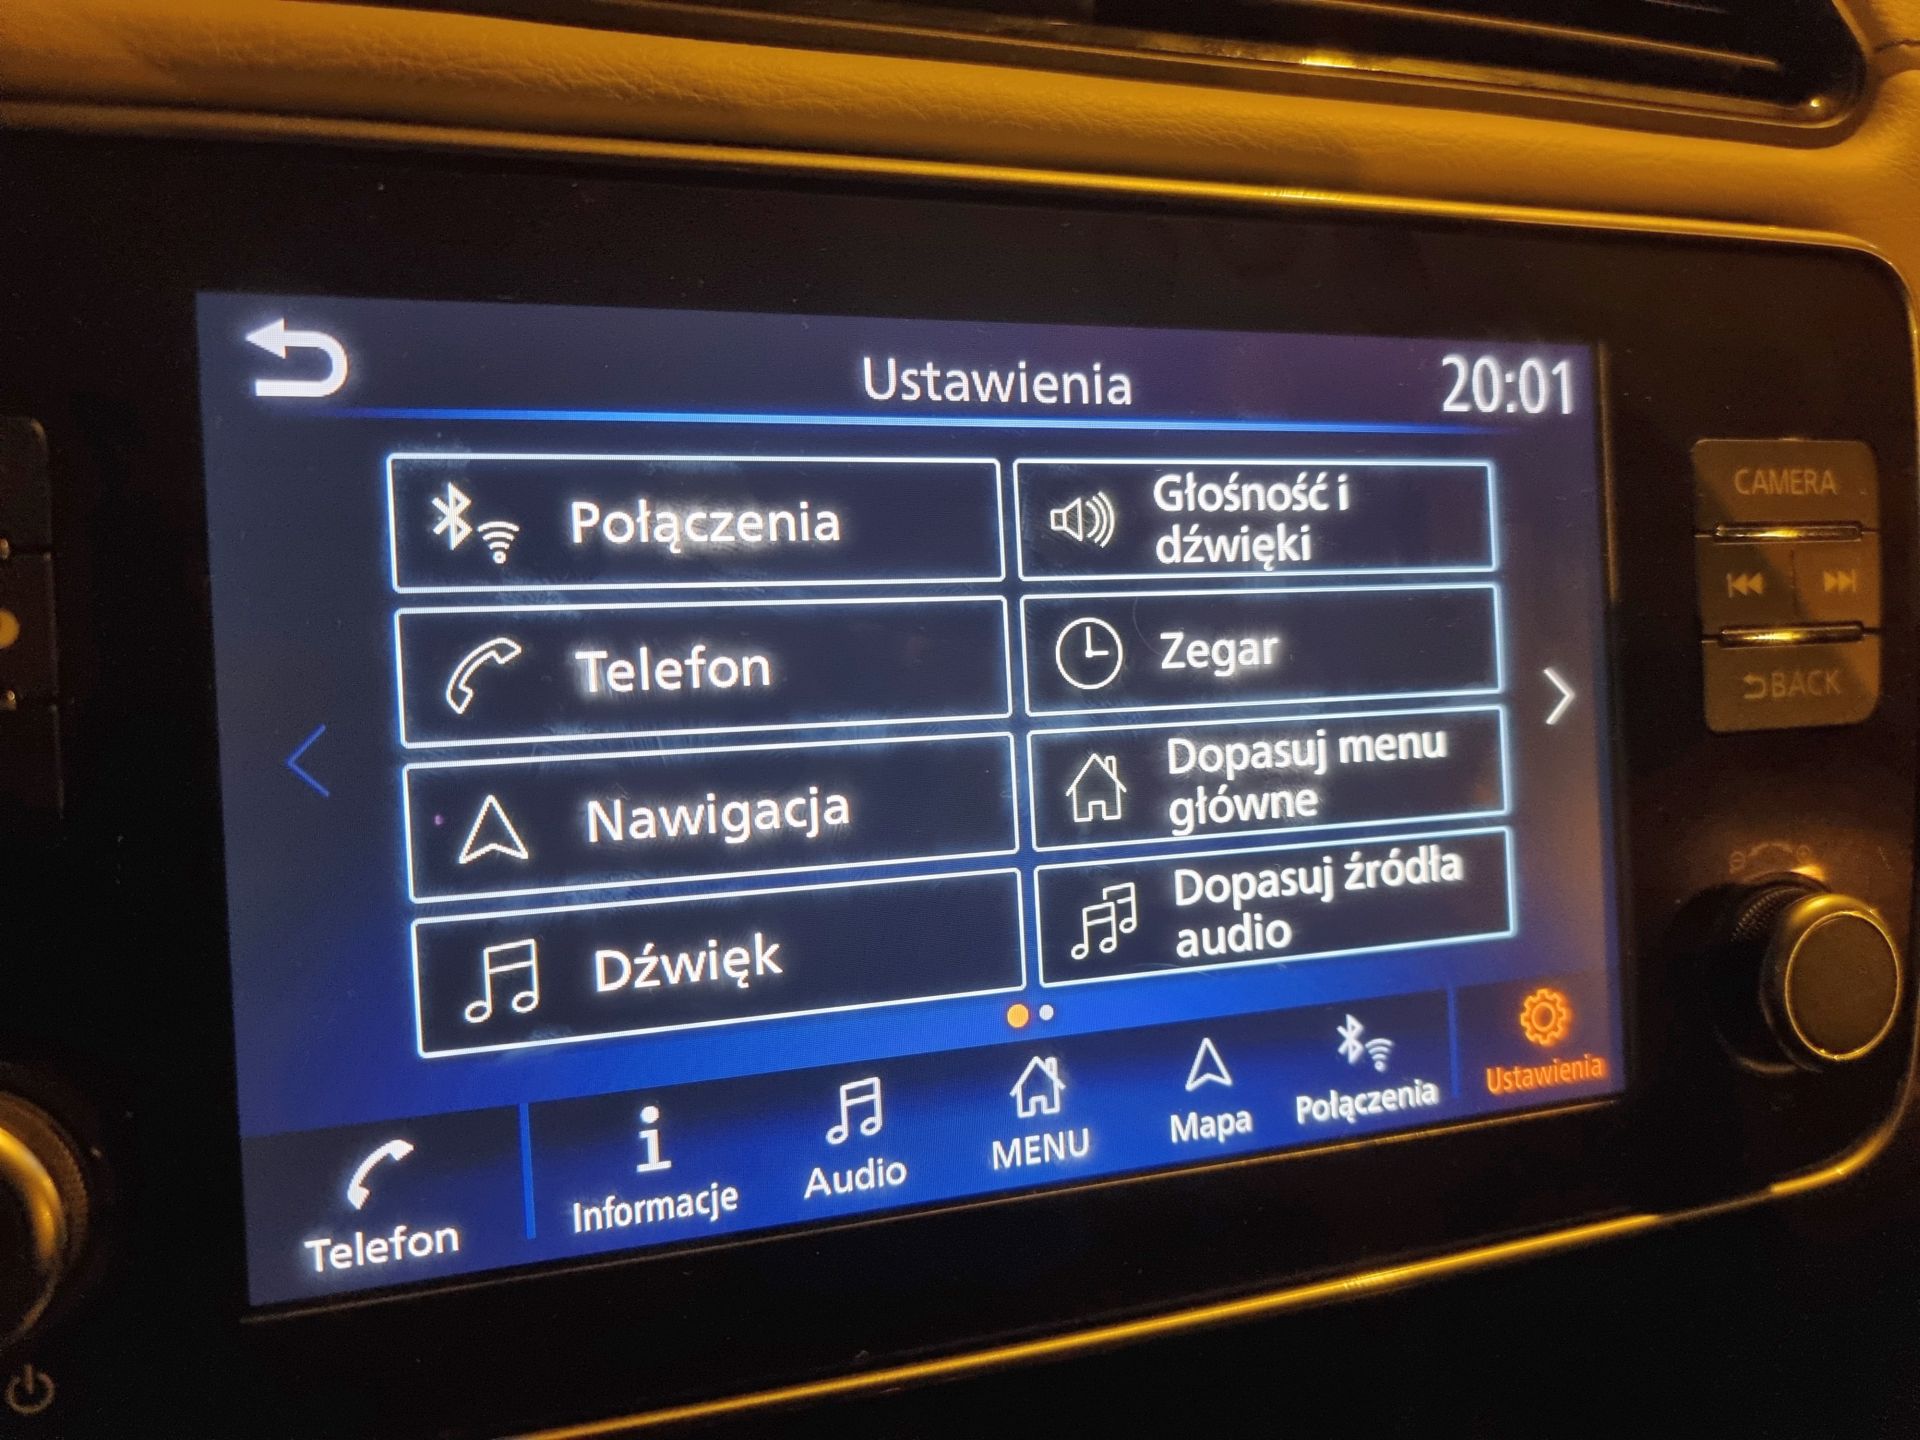 Ustawienia
20:01
Połączenia
Głośność i
dźwięki
Telefon
Zegar
Nawigacja
Dopasuj menu
główne
Dźwięk
Dopasuj źródła
audio
Telefon
Informacje
Audio
MENU
Mapa
Połączenia
Ustawienia
CAMERA
BACK